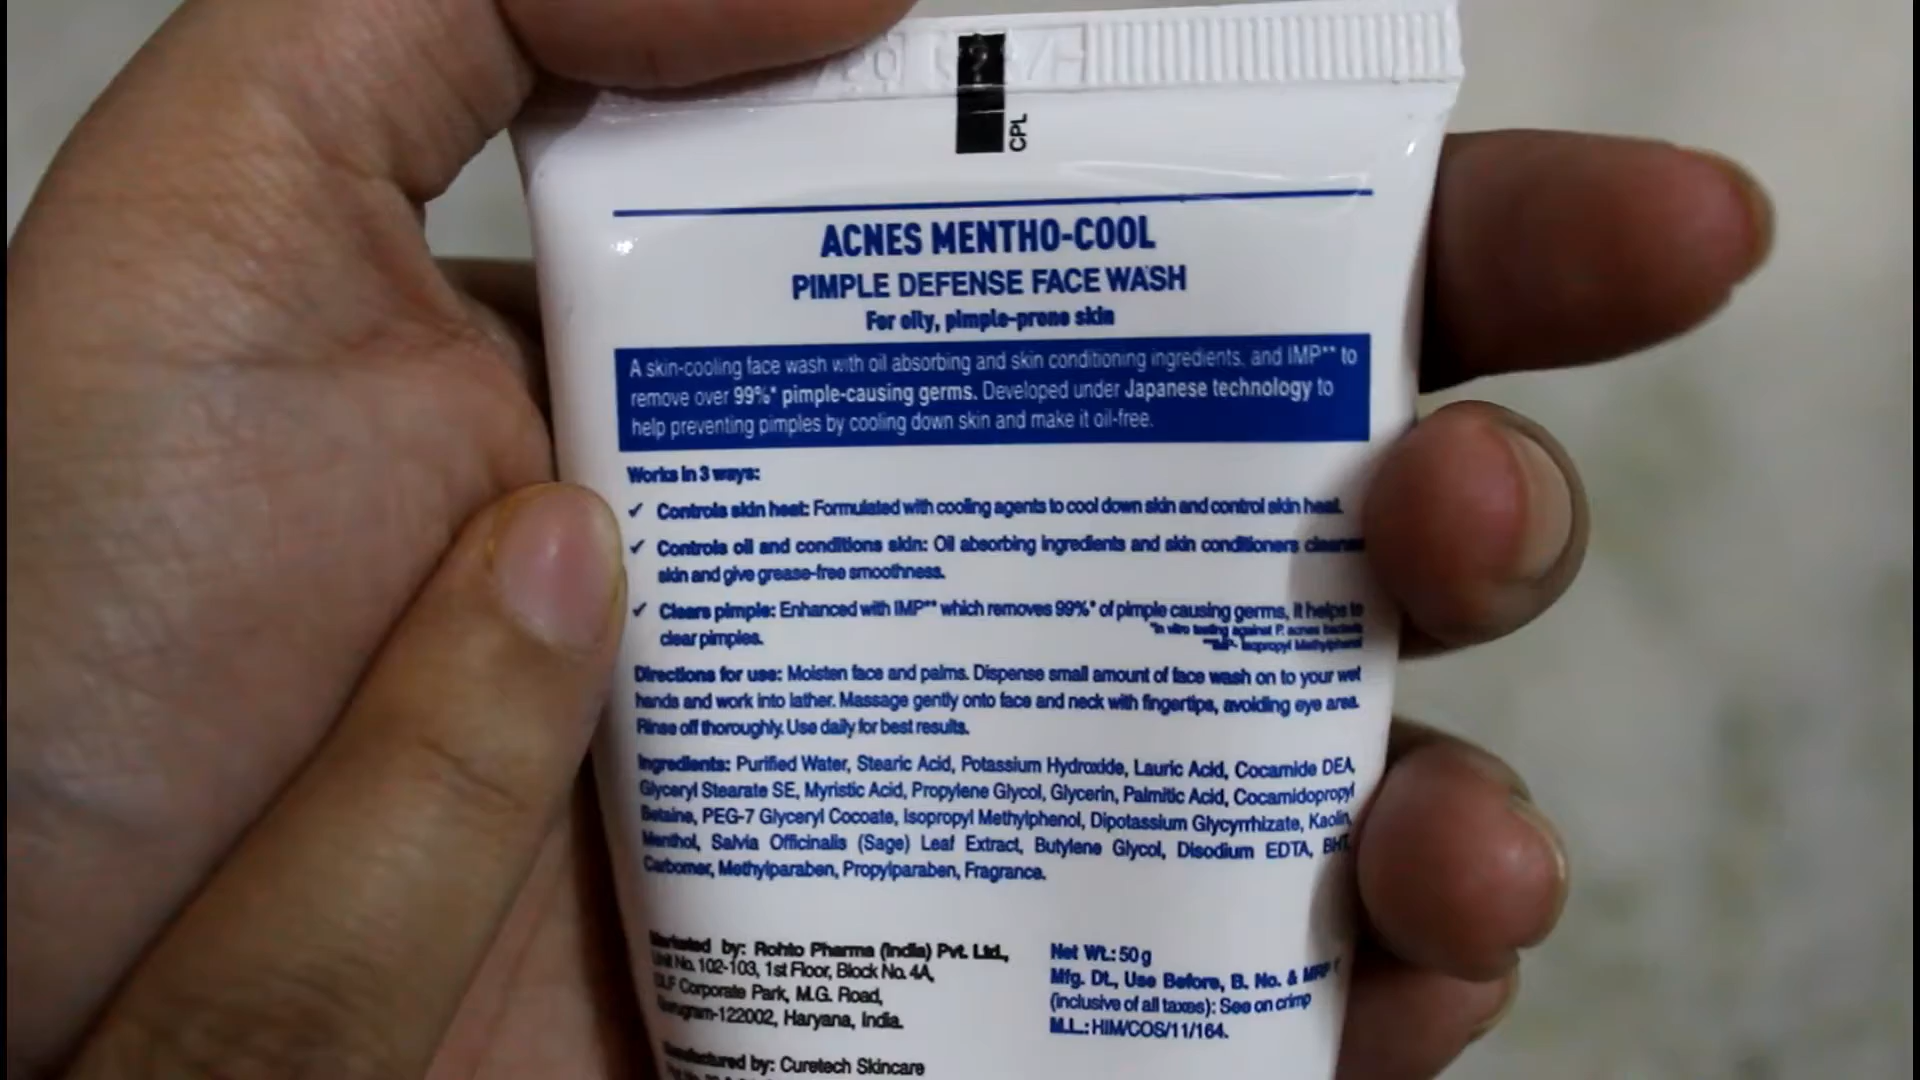 CPL
ACNES MENTHO-COOL
PIMPLE DEFENSE FACE WASH
For oily, pimple-prone skin
A skin-cooling face wash with oil absorbing and skin conditioning ingredients, and IMP** to
remove over 99%* pimple-causing germs. Developed under Japanese technology to
help preventing pimples by cooling down skin and make it oil-free.
Works in 3 ways:
✓ Controls skin heat: Formulated with cooling agents to cool down skin and control skin heat.
✓ Controls oil and conditions skin: Oil absorbing ingredients and skin conditioners cleanse
skin and give grease-free smoothness.
✓ Clears pimple: Enhanced with IMP** which removes 99%* of pimple causing germs, it helps to
clear pimples.
*In vitro testing against P. acnes bacteria
**IMP- Isopropyl Methylphenol
Directions for use: Moisten face and palms. Dispense small amount of face wash on to your wet
hands and work into lather. Massage gently onto face and neck with fingertips, avoiding eye area.
Rinse off thoroughly. Use daily for best results.
Ingredients: Purified Water, Stearic Acid, Potassium Hydroxide, Lauric Acid, Cocamide DEA,
Glyceryl Stearate SE, Myristic Acid, Propylene Glycol, Glycerin, Palmitic Acid, Cocamidopropyl
Betaine, PEG-7 Glyceryl Cocoate, Isopropyl Methylphenol, Dipotassium Glycyrrhizate, Kaolin,
Menthol, Salvia Officinalis (Sage) Leaf Extract, Butylene Glycol, Disodium EDTA, BHT,
Carbomer, Methylparaben, Propylparaben, Fragrance.
Marketed by: Rohto Pharma (India) Pvt. Ltd.,
Unit No. 102-103, 1st Floor, Block No. 4A,
DLF Corporate Park, M.G. Road,
Gurugram-122002, Haryana, India.
Manufactured by: Curetech Skincare
Net Wt.: 50 g
Mfg. Dt., Use Before, B. No. & MRP ₹
(inclusive of all taxes): See on crimp
M.L.: HIM/COS/11/164.